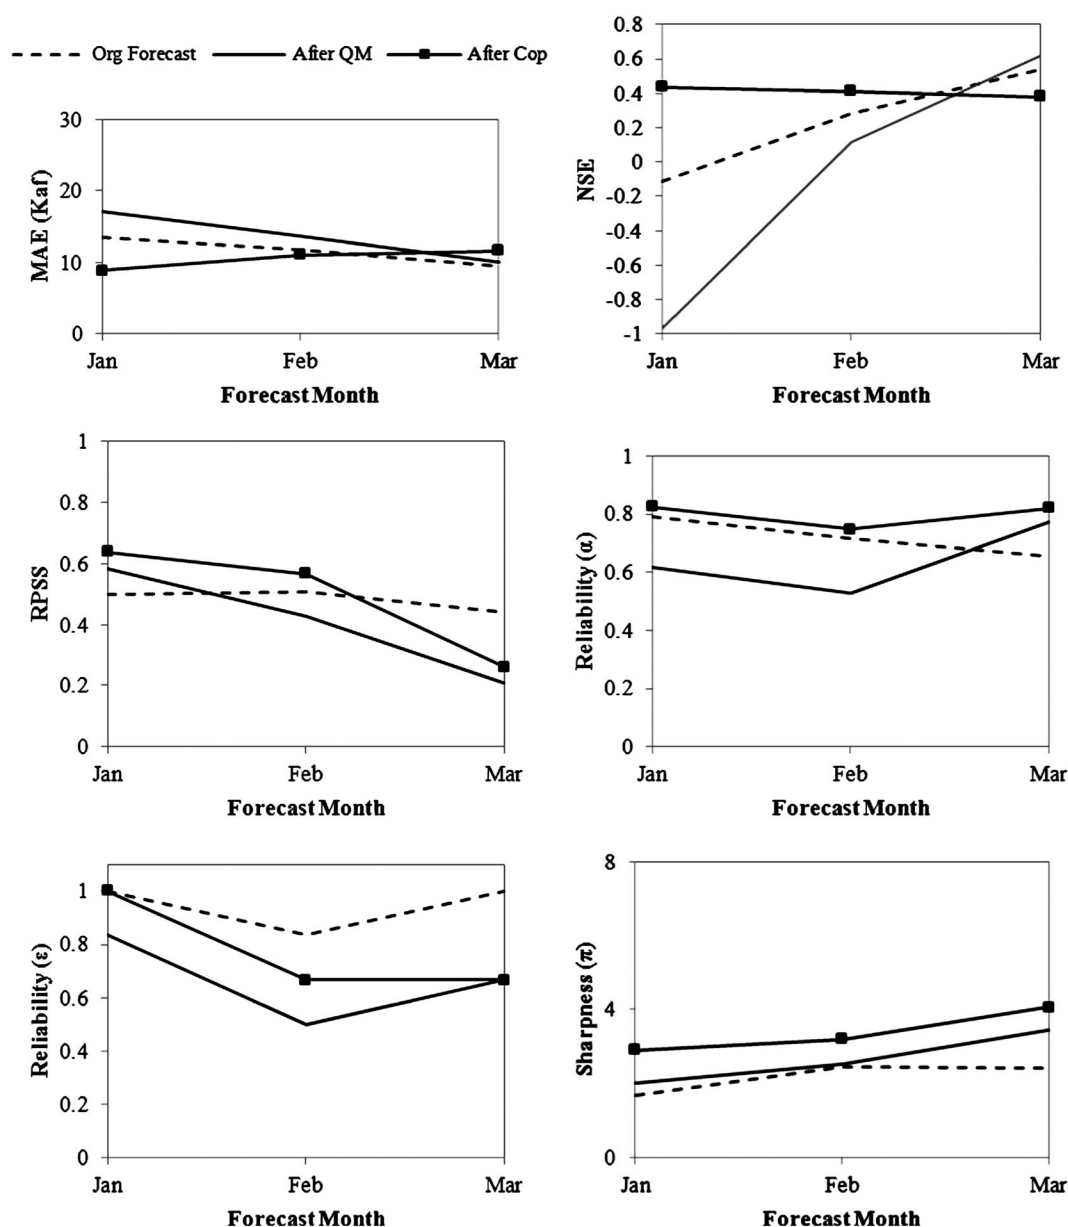 Org Forecast After QM After Cop
MAE (Kaf)
30
20
10
0
Jan Feb Mar
Forecast Month
NSE
0.8
0.6
0.4
0.2
0
-0.2
-0.4
-0.6
-0.8
-1
Jan Feb Mar
Forecast Month
RPSS
1
0.8
0.6
0.4
0.2
0
Jan Feb Mar
Forecast Month
Reliability (α)
1
0.8
0.6
0.4
0.2
0
Jan Feb Mar
Forecast Month
Reliability (ε)
1
0.8
0.6
0.4
0.2
0
Jan Feb Mar
Forecast Month
Sharpness (π)
8
4
0
Jan Feb Mar
Forecast Month